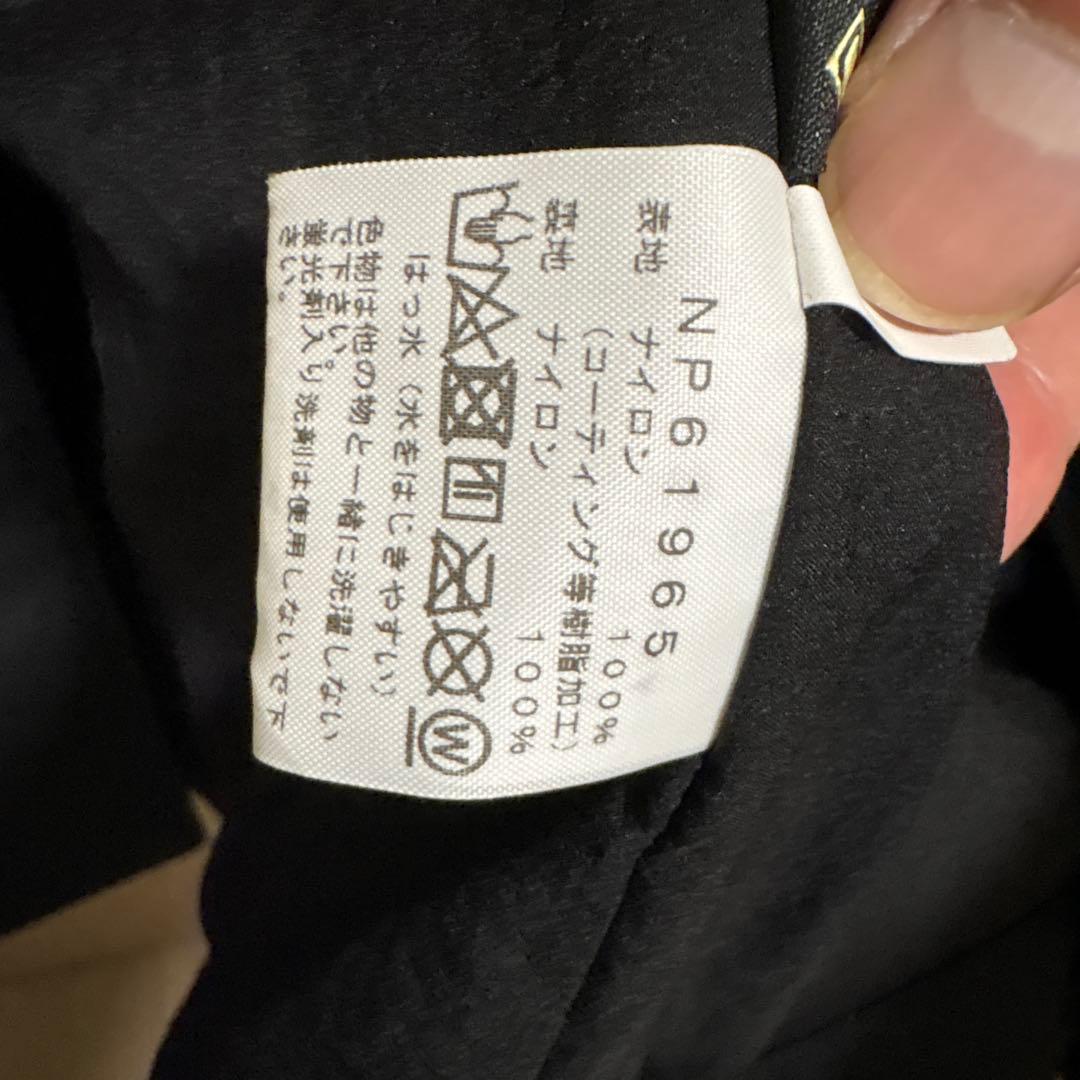 NP61965
表地 ナイロン 100%
(コーティング等樹脂加工)
裏地 ナイロン 100%
W
はっ水 (水をはじきやすい)
色物は他の物と一緒に洗濯しない
で下さい。
蛍光剤入り洗剤は使用しないで下
さい。